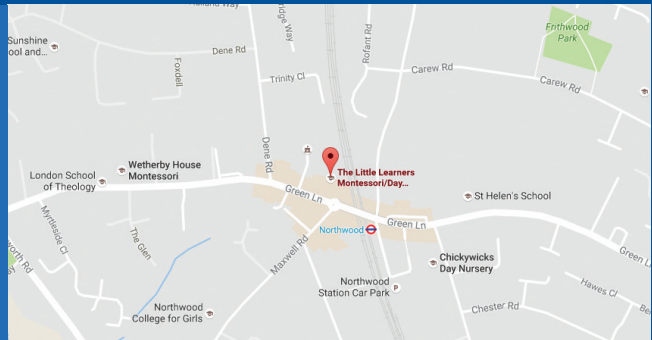 Dene Rd
Rofant Rd
Frithwood
Park
Sunshine
ool and...
Foxdell
Trinity Cl
Carew Rd
Carew Rd
Dene Rd
Wetherby House
Montessori
London School
of Theology
The Little Learners
Montessori/Day...
Green Ln
St Helen's School
Myrtleside Cl
The Glen
Maxwell Rd
Northwood
Green Ln
Green Ln
Chickywicks
Day Nursery
Northwood
Station Car Park
P
Hawes Cl
Chester Rd
Northwood
College for Girls